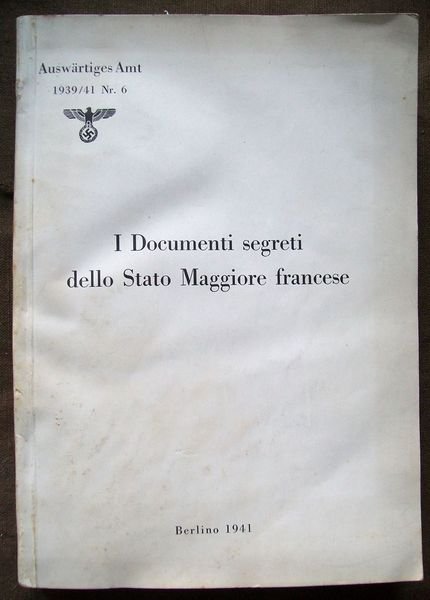 Auswärtiges Amt
1939/41 Nr. 6
I Documenti segreti
dello Stato Maggiore francese
Berlino 1941